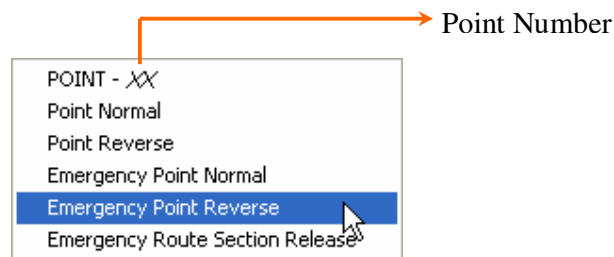 Point Number
POINT - XX
Point Normal
Point Reverse
Emergency Point Normal
Emergency Point Reverse
Emergency Route Section Release